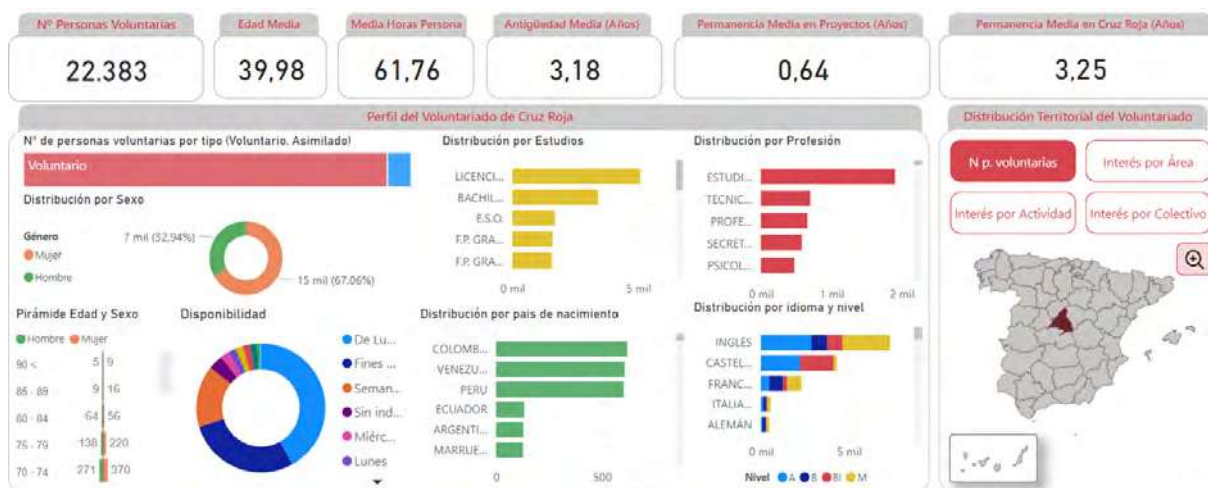 Nº Personas Voluntarias
22.383
Edad Media
39,98
Media Horas Persona
61,76
Antigüedad Media (Años)
3,18
Permanencia Media en Proyectos (Años)
0,64
Permanencia Media en Cruz Roja (Años)
3,25
Perfil del Voluntariado de Cruz Roja
Nº de personas voluntarias por tipo (Voluntario, Asimilado)
Voluntario
Distribución por Sexo
Género
Mujer
Hombre
7 mil (32,94%)
15 mil (67,06%)
Distribución por Estudios
LICENCI...
BACHIL...
E.S.O.
F.P. GRA...
F.P. GRA...
0 mil 5 mil
Distribución por Profesión
ESTUDI...
TECNIC...
PROFE...
SECRET...
PSICOL...
0 mil 1 mil 2 mil
Pirámide Edad y Sexo
Hombre Mujer
90 < 5 9
85 - 89 9 16
80 - 84 64 56
75 - 79 138 220
70 - 74 271 370
Disponibilidad
De Lu...
Fines ...
Seman...
Sin ind...
Miérc...
Lunes
Distribución por pais de nacimiento
COLOMB...
VENEZU...
PERU
ECUADOR
ARGENTI...
MARRUE...
0 500
Distribución por idioma y nivel
INGLÉS
CASTEL...
FRANC...
ITALIA...
ALEMÁN
0 mil 5 mil
Nivel A B BI M
Distribución Territorial del Voluntariado
N p. voluntarias
Interés por Área
Interés por Actividad
Interés por Colectivo